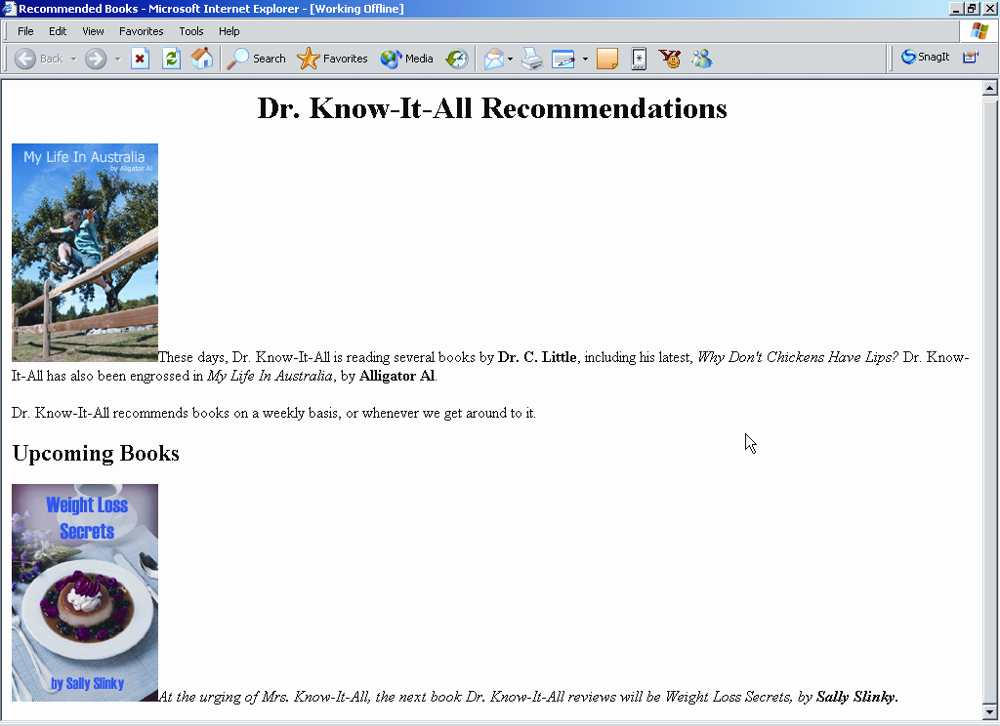 Recommended Books - Microsoft Internet Explorer - [Working Offline]
File Edit View Favorites Tools Help
Back Search Favorites Media SnagIt
Dr. Know-It-All Recommendations
My Life In Australia
by Aligator Al
These days, Dr. Know-It-All is reading several books by Dr. C. Little, including his latest, Why Don't Chickens Have Lips? Dr. Know-
It-All has also been engrossed in My Life In Australia, by Alligator Al.
Dr. Know-It-All recommends books on a weekly basis, or whenever we get around to it.
Upcoming Books
Weight Loss
Secrets
by Sally Slinky
At the urging of Mrs. Know-It-All, the next book Dr. Know-It-All reviews will be Weight Loss Secrets, by Sally Slinky.